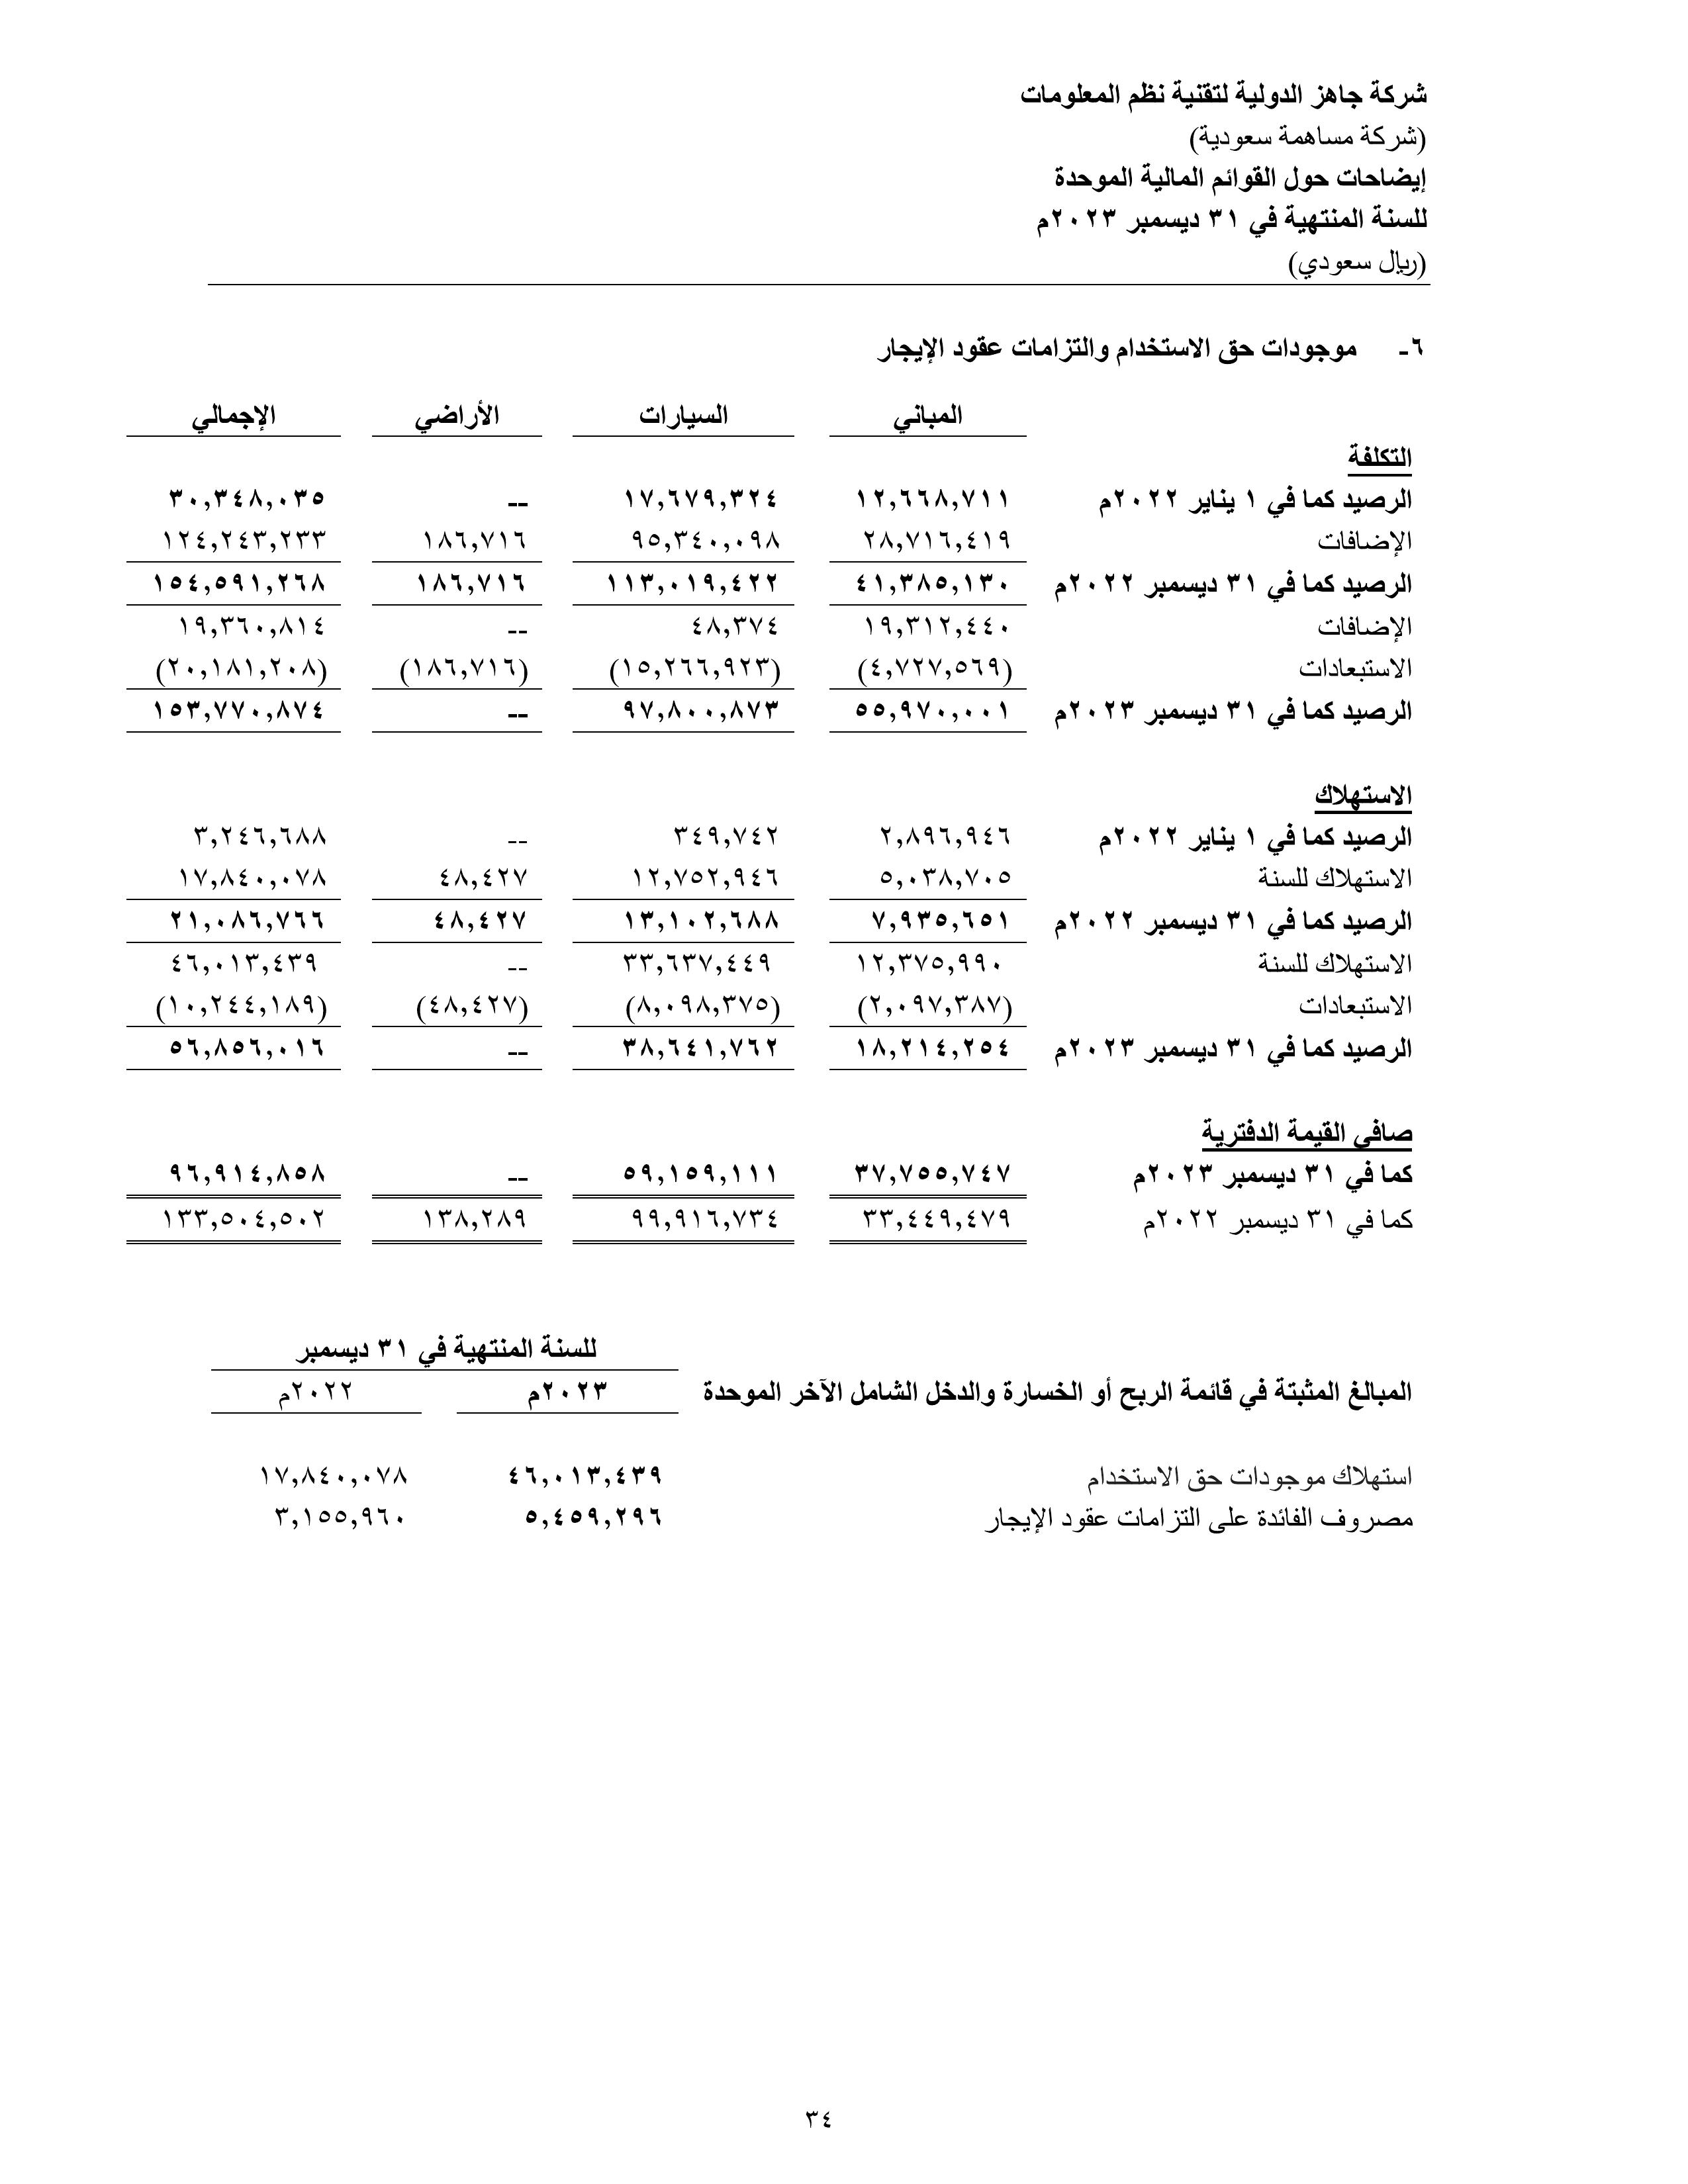 شركة جاهز الدولية لتقنية نظم المعلومات
(شركة مساهمة سعودية)
إيضاحات حول القوائم المالية الموحدة
للسنة المنتهية في ٣١ ديسمبر ٢٠٢٣م
(ريال سعودي)
٦- موجودات حق الاستخدام والتزامات عقود الإيجار
المباني السيارات الأراضي الإجمالي
التكلفة
الرصيد كما في ١ يناير ٢٠٢٢م ١٢,٦٦٨,٧١١ ١٧,٦٧٩,٣٢٤ -- ٣٠,٣٤٨,٠٣٥
الإضافات ٢٨,٧١٦,٤١٩ ٩٥,٣٤٠,٠٩٨ ١٨٦,٧١٦ ١٢٤,٢٤٣,٢٣٣
الرصيد كما في ٣١ ديسمبر ٢٠٢٢م ٤١,٣٨٥,١٣٠ ١١٣,٠١٩,٤٢٢ ١٨٦,٧١٦ ١٥٤,٥٩١,٢٦٨
الإضافات ١٩,٣١٢,٤٤٠ ٤٨,٣٧٤ -- ١٩,٣٦٠,٨١٤
الاستبعادات (٤,٧٢٧,٥٦٩) (١٥,٢٦٦,٩٢٣) (١٨٦,٧١٦) (٢٠,١٨١,٢٠٨)
الرصيد كما في ٣١ ديسمبر ٢٠٢٣م ٥٥,٩٧٠,٠٠١ ٩٧,٨٠٠,٨٧٣ -- ١٥٣,٧٧٠,٨٧٤
الاستهلاك
الرصيد كما في ١ يناير ٢٠٢٢م ٢,٨٩٦,٩٤٦ ٣٤٩,٧٤٢ -- ٣,٢٤٦,٦٨٨
الاستهلاك للسنة ٥,٠٣٨,٧٠٥ ١٢,٧٥٢,٩٤٦ ٤٨,٤٢٧ ١٧,٨٤٠,٠٧٨
الرصيد كما في ٣١ ديسمبر ٢٠٢٢م ٧,٩٣٥,٦٥١ ١٣,١٠٢,٦٨٨ ٤٨,٤٢٧ ٢١,٠٨٦,٧٦٦
الاستهلاك للسنة ١٢,٣٧٥,٩٩٠ ٣٣,٦٣٧,٤٤٩ -- ٤٦,٠١٣,٤٣٩
الاستبعادات (٢,٠٩٧,٣٨٧) (٨,٠٩٨,٣٧٥) (٤٨,٤٢٧) (١٠,٢٤٤,١٨٩)
الرصيد كما في ٣١ ديسمبر ٢٠٢٣م ١٨,٢١٤,٢٥٤ ٣٨,٦٤١,٧٦٢ -- ٥٦,٨٥٦,٠١٦
صافي القيمة الدفترية
كما في ٣١ ديسمبر ٢٠٢٣م ٣٧,٧٥٥,٧٤٧ ٥٩,١٥٩,١١١ -- ٩٦,٩١٤,٨٥٨
كما في ٣١ ديسمبر ٢٠٢٢م ٣٣,٤٤٩,٤٧٩ ٩٩,٩١٦,٧٣٤ ١٣٨,٢٨٩ ١٣٣,٥٠٤,٥٠٢
للسنة المنتهية في ٣١ ديسمبر
المبالغ المثبتة في قائمة الربح أو الخسارة والدخل الشامل الآخر الموحدة ٢٠٢٣م ٢٠٢٢م
استهلاك موجودات حق الاستخدام ٤٦,٠١٣,٤٣٩ ١٧,٨٤٠,٠٧٨
مصروف الفائدة على التزامات عقود الإيجار ٥,٤٥٩,٢٩٦ ٣,١٥٥,٩٦٠
٣٤